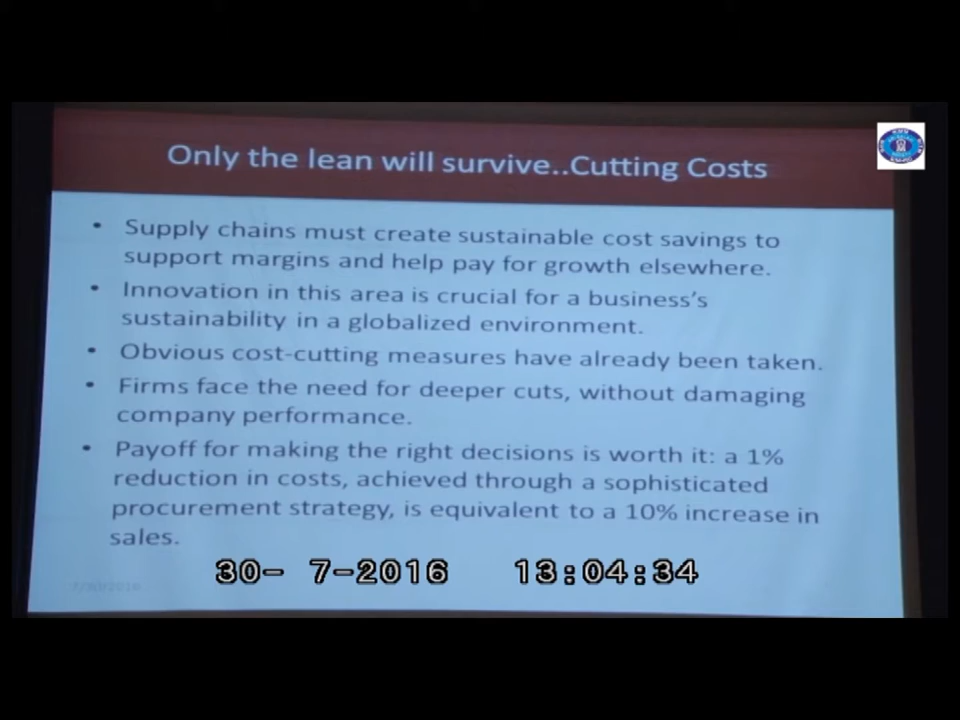 Only the lean will survive..Cutting Costs
• Supply chains must create sustainable cost savings to
support margins and help pay for growth elsewhere.
• Innovation in this area is crucial for a business's
sustainability in a globalized environment.
• Obvious cost-cutting measures have already been taken.
• Firms face the need for deeper cuts, without damaging
company performance.
• Payoff for making the right decisions is worth it: a 1%
reduction in costs, achieved through a sophisticated
procurement strategy, is equivalent to a 10% increase in
sales.
7/30/2016
30- 7-2016 13:04:34